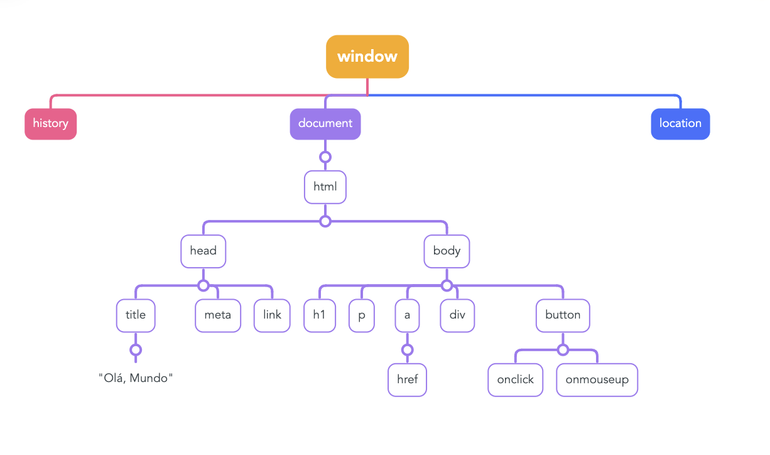 window
history
document
location
html
head
body
title
meta
link
h1
p
a
div
button
"Olá, Mundo"
href
onclick
onmouseup